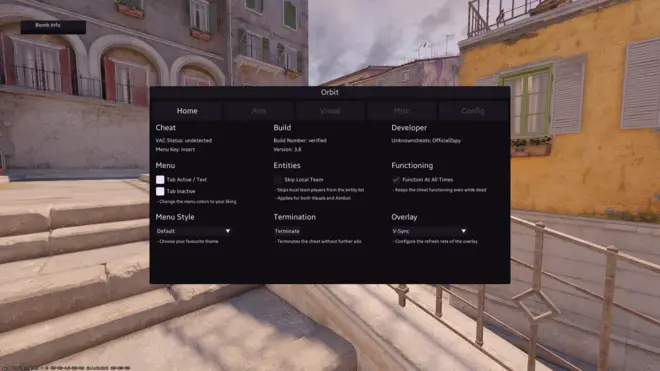 Bomb Info
Orbit
Home Aim Visual Misc Config
Cheat Build Developer
VAC Status: undetected Build Number: verified Unknowncheats: OfficialZspy
Menu Key: insert Version: 3.8
Menu Entities Functioning
Tab Active / Text Skip Local Team Function At All Times
Tab Inactive - Skips local team players from the entity list - Keeps the cheat functioning even while dead
- Change the menu colors to your liking - Applies for both Visuals and Aimbot
Menu Style Termination Overlay
Default Terminate V-Sync
- Choose your favourite theme - Terminates the cheat without further ado - Configure the refresh rate of the overlay